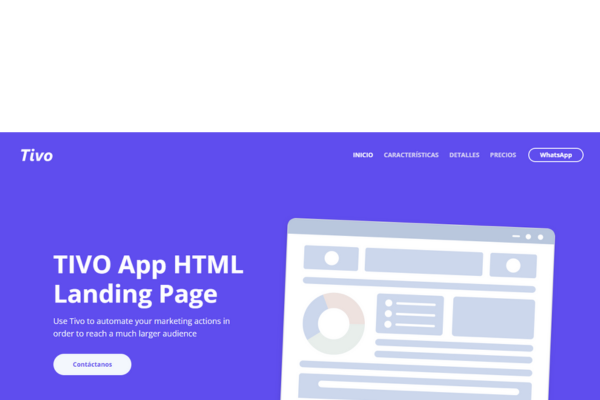 Tivo
INICIO CARACTERÍSTICAS DETALLES PRECIOS WhatsApp
TIVO App HTML
Landing Page
Use Tivo to automate your marketing actions in
order to reach a much larger audience
Contáctanos